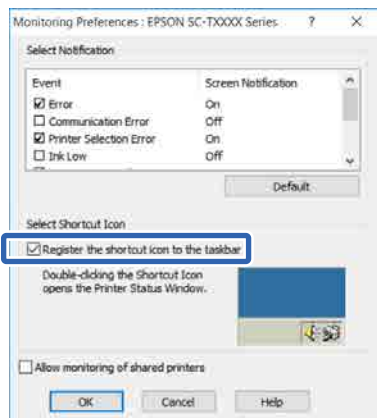 Monitoring Preferences : EPSON SC-TXXXX Series ? ×
Select Notification
Event Screen Notification
Error On
Communication Error Off
Printer Selection Error On
Ink Low Off
Default
Select Shortcut Icon
Register the shortcut icon to the taskbar
Double-clicking the Shortcut Icon
opens the Printer Status Window.
Allow monitoring of shared printers
OK Cancel Help